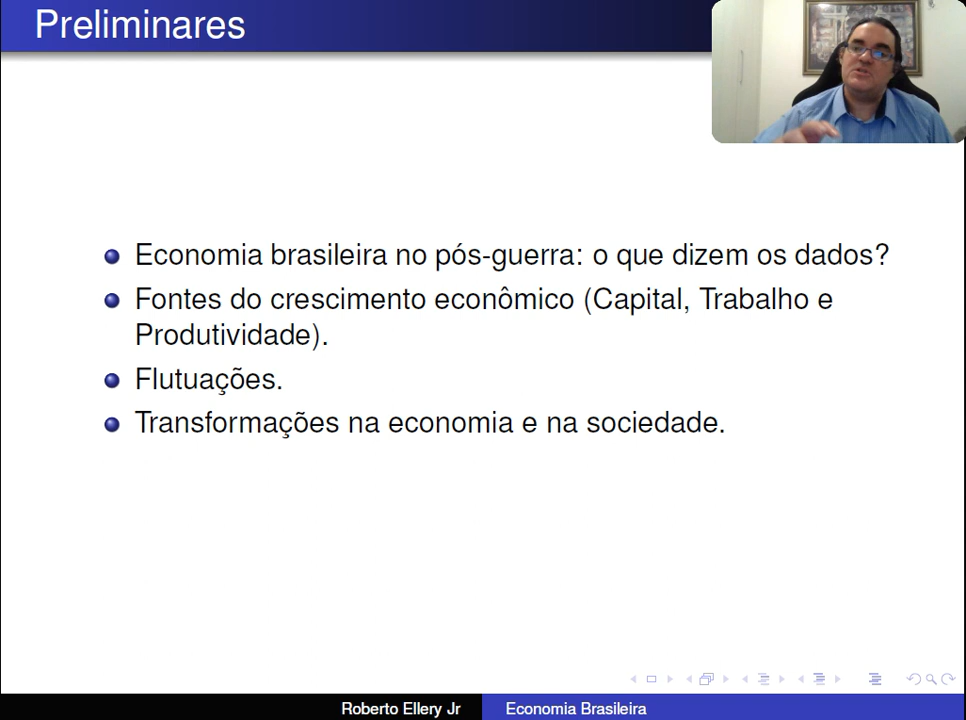 Preliminares
Economia brasileira no pós-guerra: o que dizem os dados?
Fontes do crescimento econômico (Capital, Trabalho e
Produtividade).
Flutuações.
Transformações na economia e na sociedade.
Roberto Ellery Jr
Economia Brasileira